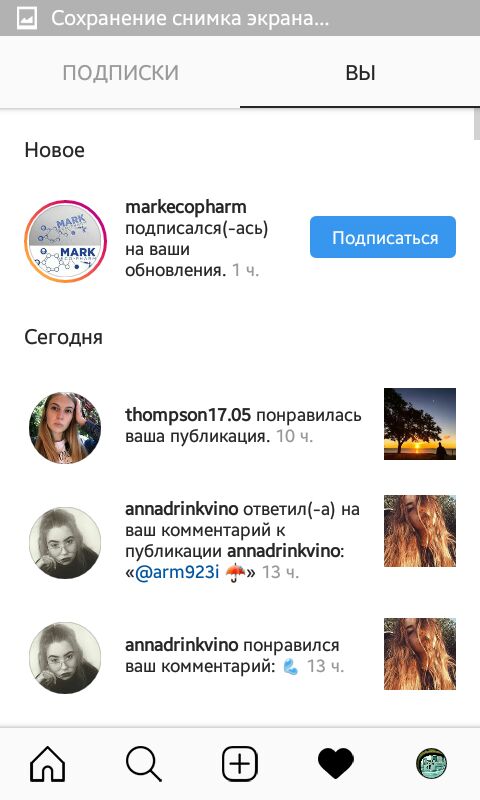 Сохранение снимка экрана...
ПОДПИСКИ
ВЫ
Новое
MARK
MARK
markecopharm
подписался(-ась)
на ваши
обновления. 1 ч.
Подписаться
Сегодня
thompson17.05 понравилась
ваша публикация. 10 ч.
annadrinkvino ответил(-а) на
ваш комментарий к
публикации annadrinkvino:
«@arm923i ☔» 13 ч.
annadrinkvino понравился
ваш комментарий: 💪 13 ч.